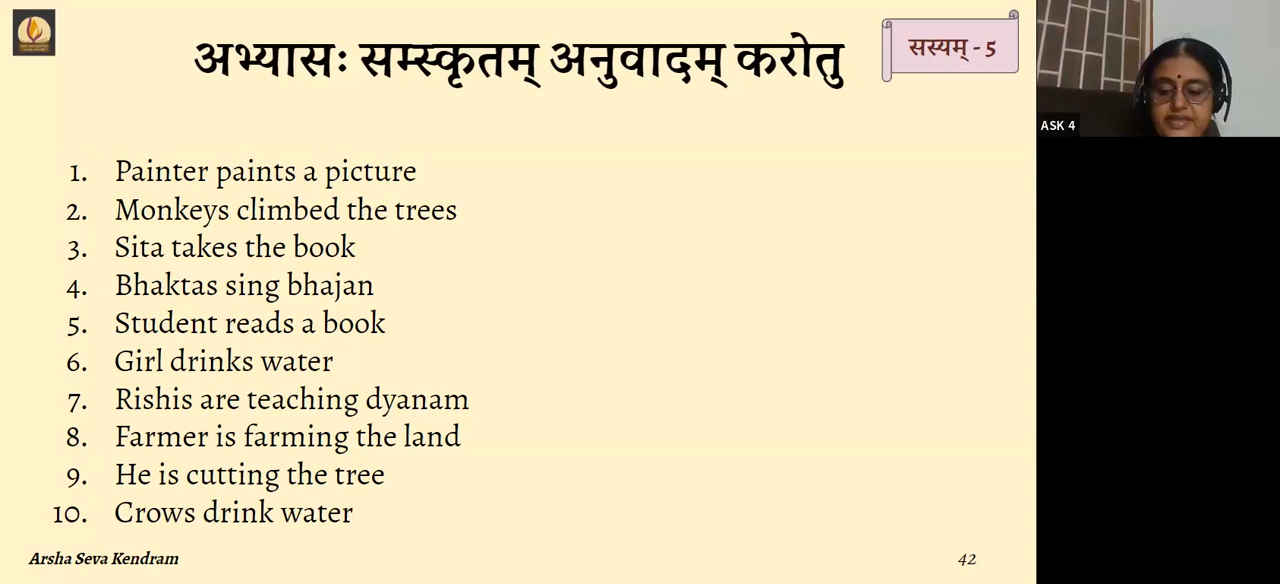 अभ्यासः सम्स्कृतम् अनुवादम् करोतु
सस्यम् - 5
ASK 4
1. Painter paints a picture
2. Monkeys climbed the trees
3. Sita takes the book
4. Bhaktas sing bhajan
5. Student reads a book
6. Girl drinks water
7. Rishis are teaching dyanam
8. Farmer is farming the land
9. He is cutting the tree
10. Crows drink water
Arsha Seva Kendram
42